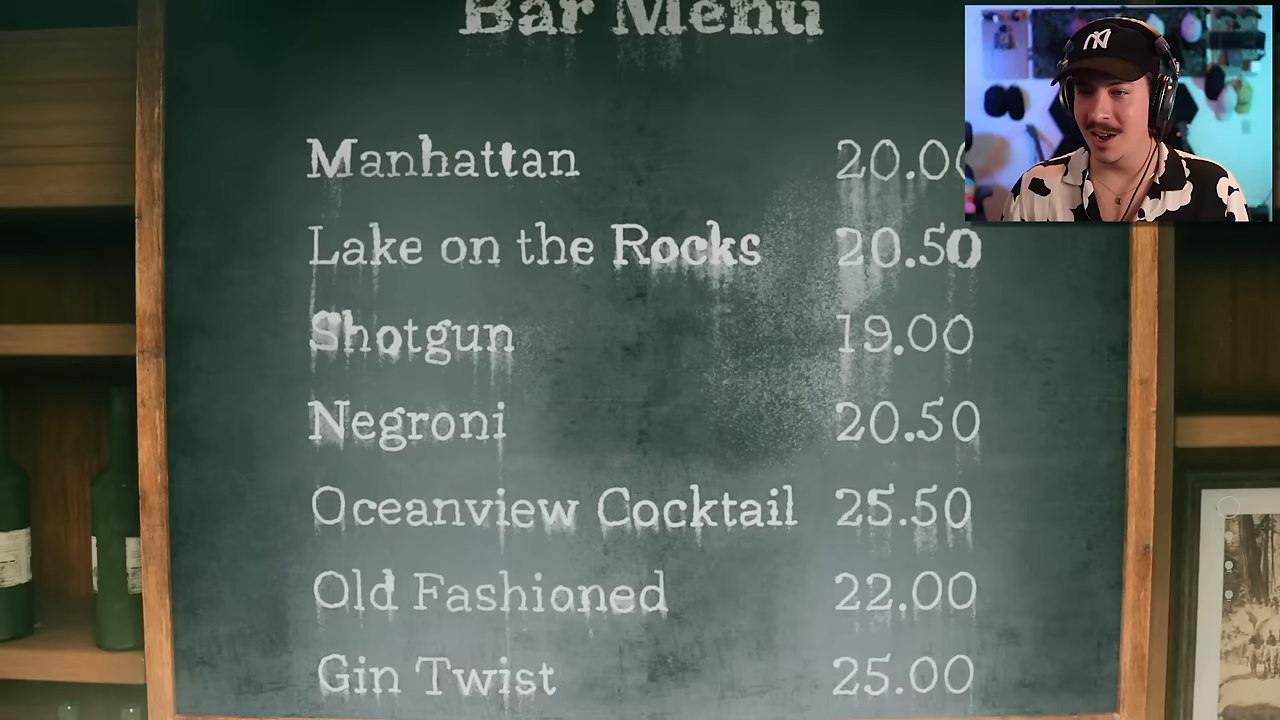 Bar Menu
Manhattan 20.00
Lake on the Rocks 20.50
Shotgun 19.00
Negroni 20.50
Oceanview Cocktail 25.50
Old Fashioned 22.00
Gin Twist 25.00